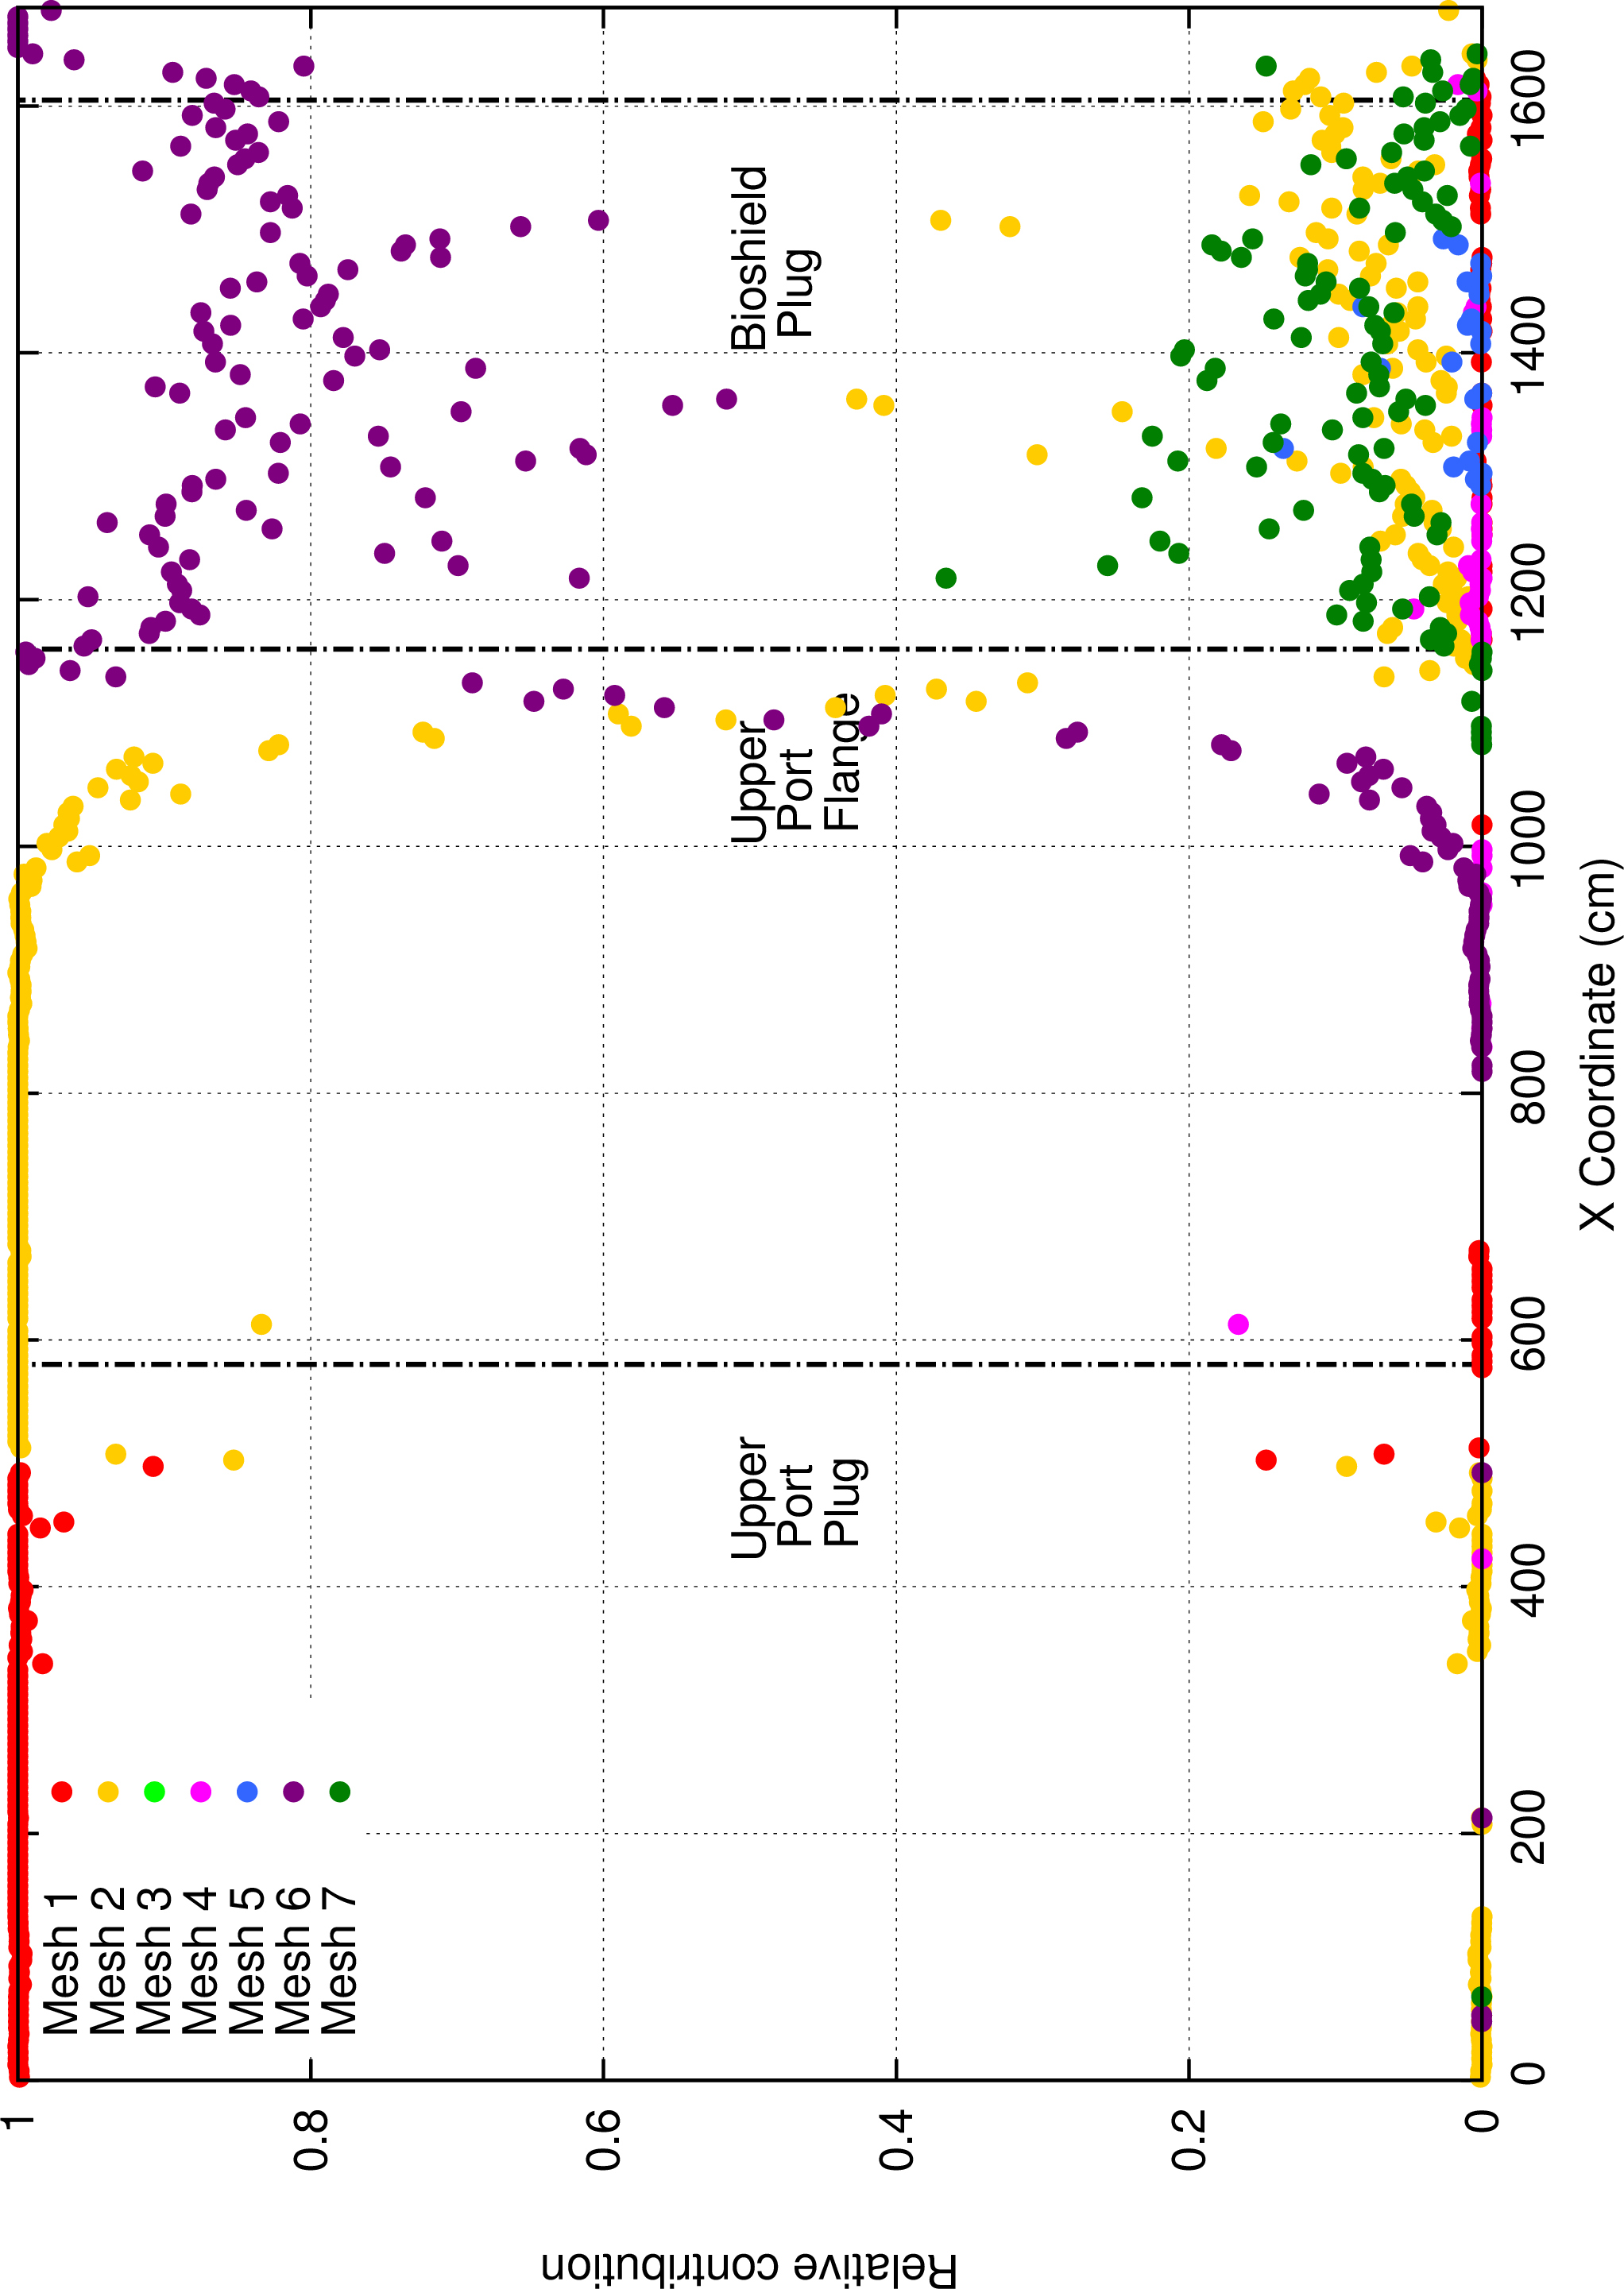 Mesh 1
Mesh 2
Mesh 3
Mesh 4
Mesh 5
Mesh 6
Mesh 7
Upper
Port
Plug
Upper
Port
Flange
Bioshield
Plug
1
0.8
0.6
0.4
0.2
0
0
200
400
600
800
1000
1200
1400
1600
X Coordinate (cm)
Relative contribution